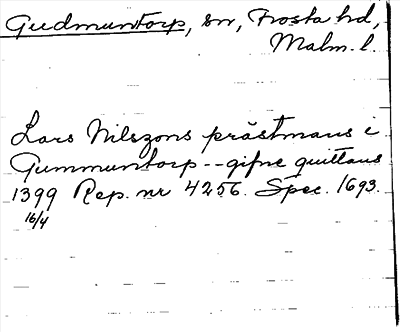 Gudmuntorp, sn, Frosta hd,
Malm. l.
Lars Nilszons prästmans i
Gummuntorp -- gifne quittans
1399 Rep. nr 4256. Spec. 1693.
16/4